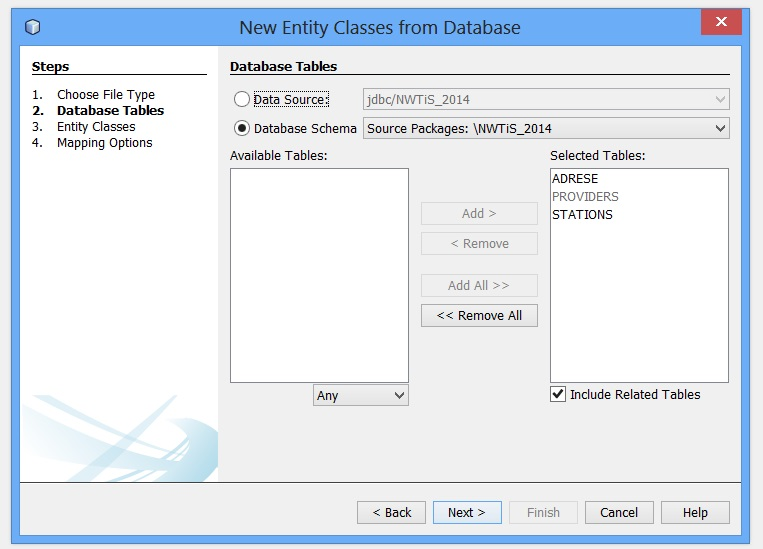 New Entity Classes from Database
Steps
1. Choose File Type
2. Database Tables
3. Entity Classes
4. Mapping Options
Database Tables
Data Source: jdbc/NWTiS_2014
Database Schema Source Packages: \NWTiS_2014
Available Tables:
Selected Tables:
ADRESE
PROVIDERS
STATIONS
Add >
< Remove
Add All >>
<< Remove All
Any
Include Related Tables
< Back Next > Finish Cancel Help